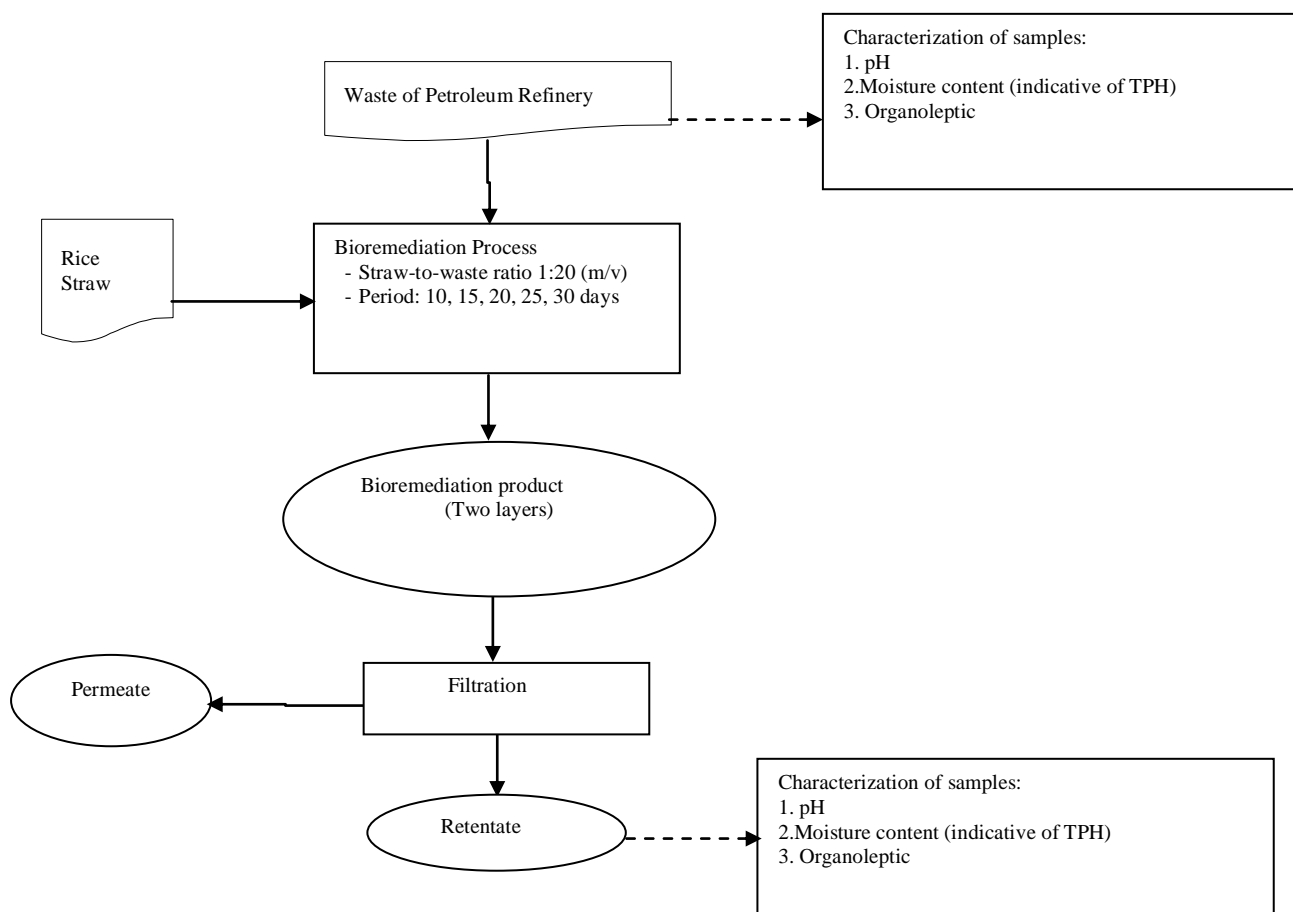 Characterization of samples:
1. pH
2.Moisture content (indicative of TPH)
3. Organoleptic
Waste of Petroleum Refinery
Rice
Straw
Bioremediation Process
- Straw-to-waste ratio 1:20 (m/v)
- Period: 10, 15, 20, 25, 30 days
Bioremediation product
(Two layers)
Permeate
Filtration
Retentate
Characterization of samples:
1. pH
2.Moisture content (indicative of TPH)
3. Organoleptic